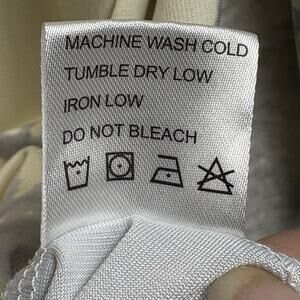 MACHINE WASH COLD
TUMBLE DRY LOW
IRON LOW
DO NOT BLEACH